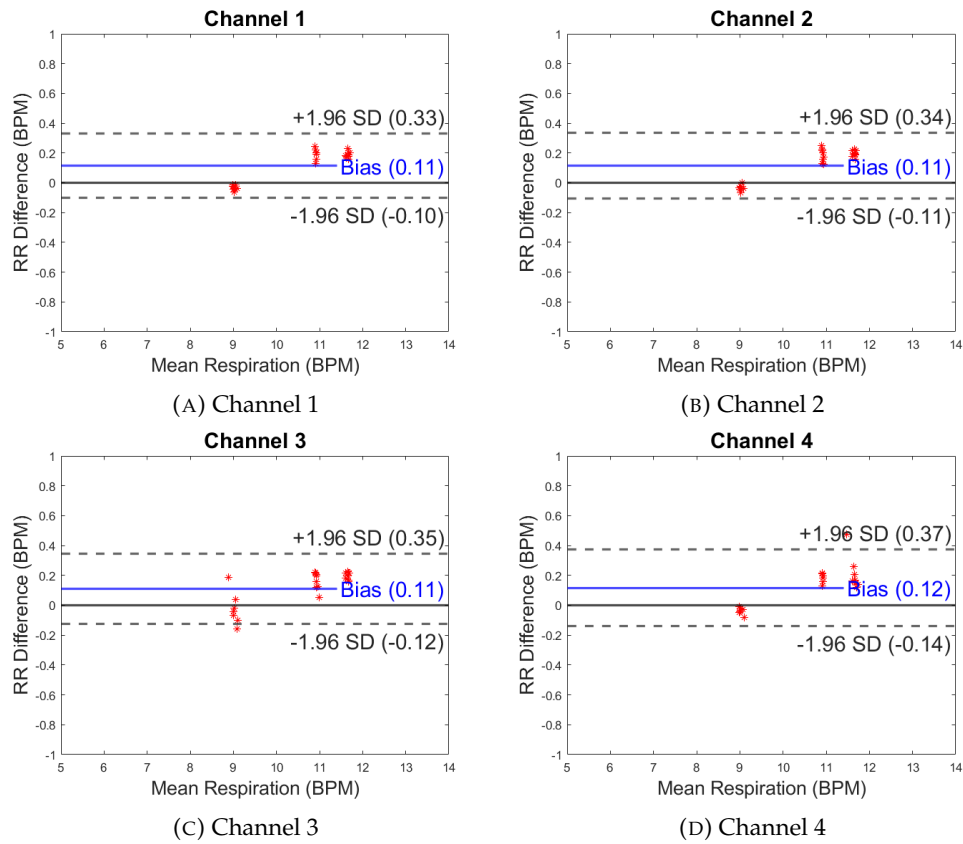 Channel 1
1
0.8
0.6
0.4
0.2
0
-0.2
-0.4
-0.6
-0.8
-1
RR Difference (BPM)
+1.96 SD (0.33)
Bias (0.11)
-1.96 SD (-0.10)
5 6 7 8 9 10 11 12 13 14
Mean Respiration (BPM)
(A) Channel 1
Channel 2
1
0.8
0.6
0.4
0.2
0
-0.2
-0.4
-0.6
-0.8
-1
RR Difference (BPM)
+1.96 SD (0.34)
Bias (0.11)
-1.96 SD (-0.11)
5 6 7 8 9 10 11 12 13 14
Mean Respiration (BPM)
(B) Channel 2
Channel 3
1
0.8
0.6
0.4
0.2
0
-0.2
-0.4
-0.6
-0.8
-1
RR Difference (BPM)
+1.96 SD (0.35)
Bias (0.11)
-1.96 SD (-0.12)
5 6 7 8 9 10 11 12 13 14
Mean Respiration (BPM)
(C) Channel 3
Channel 4
1
0.8
0.6
0.4
0.2
0
-0.2
-0.4
-0.6
-0.8
-1
RR Difference (BPM)
+1.96 SD (0.37)
Bias (0.12)
-1.96 SD (-0.14)
5 6 7 8 9 10 11 12 13 14
Mean Respiration (BPM)
(D) Channel 4